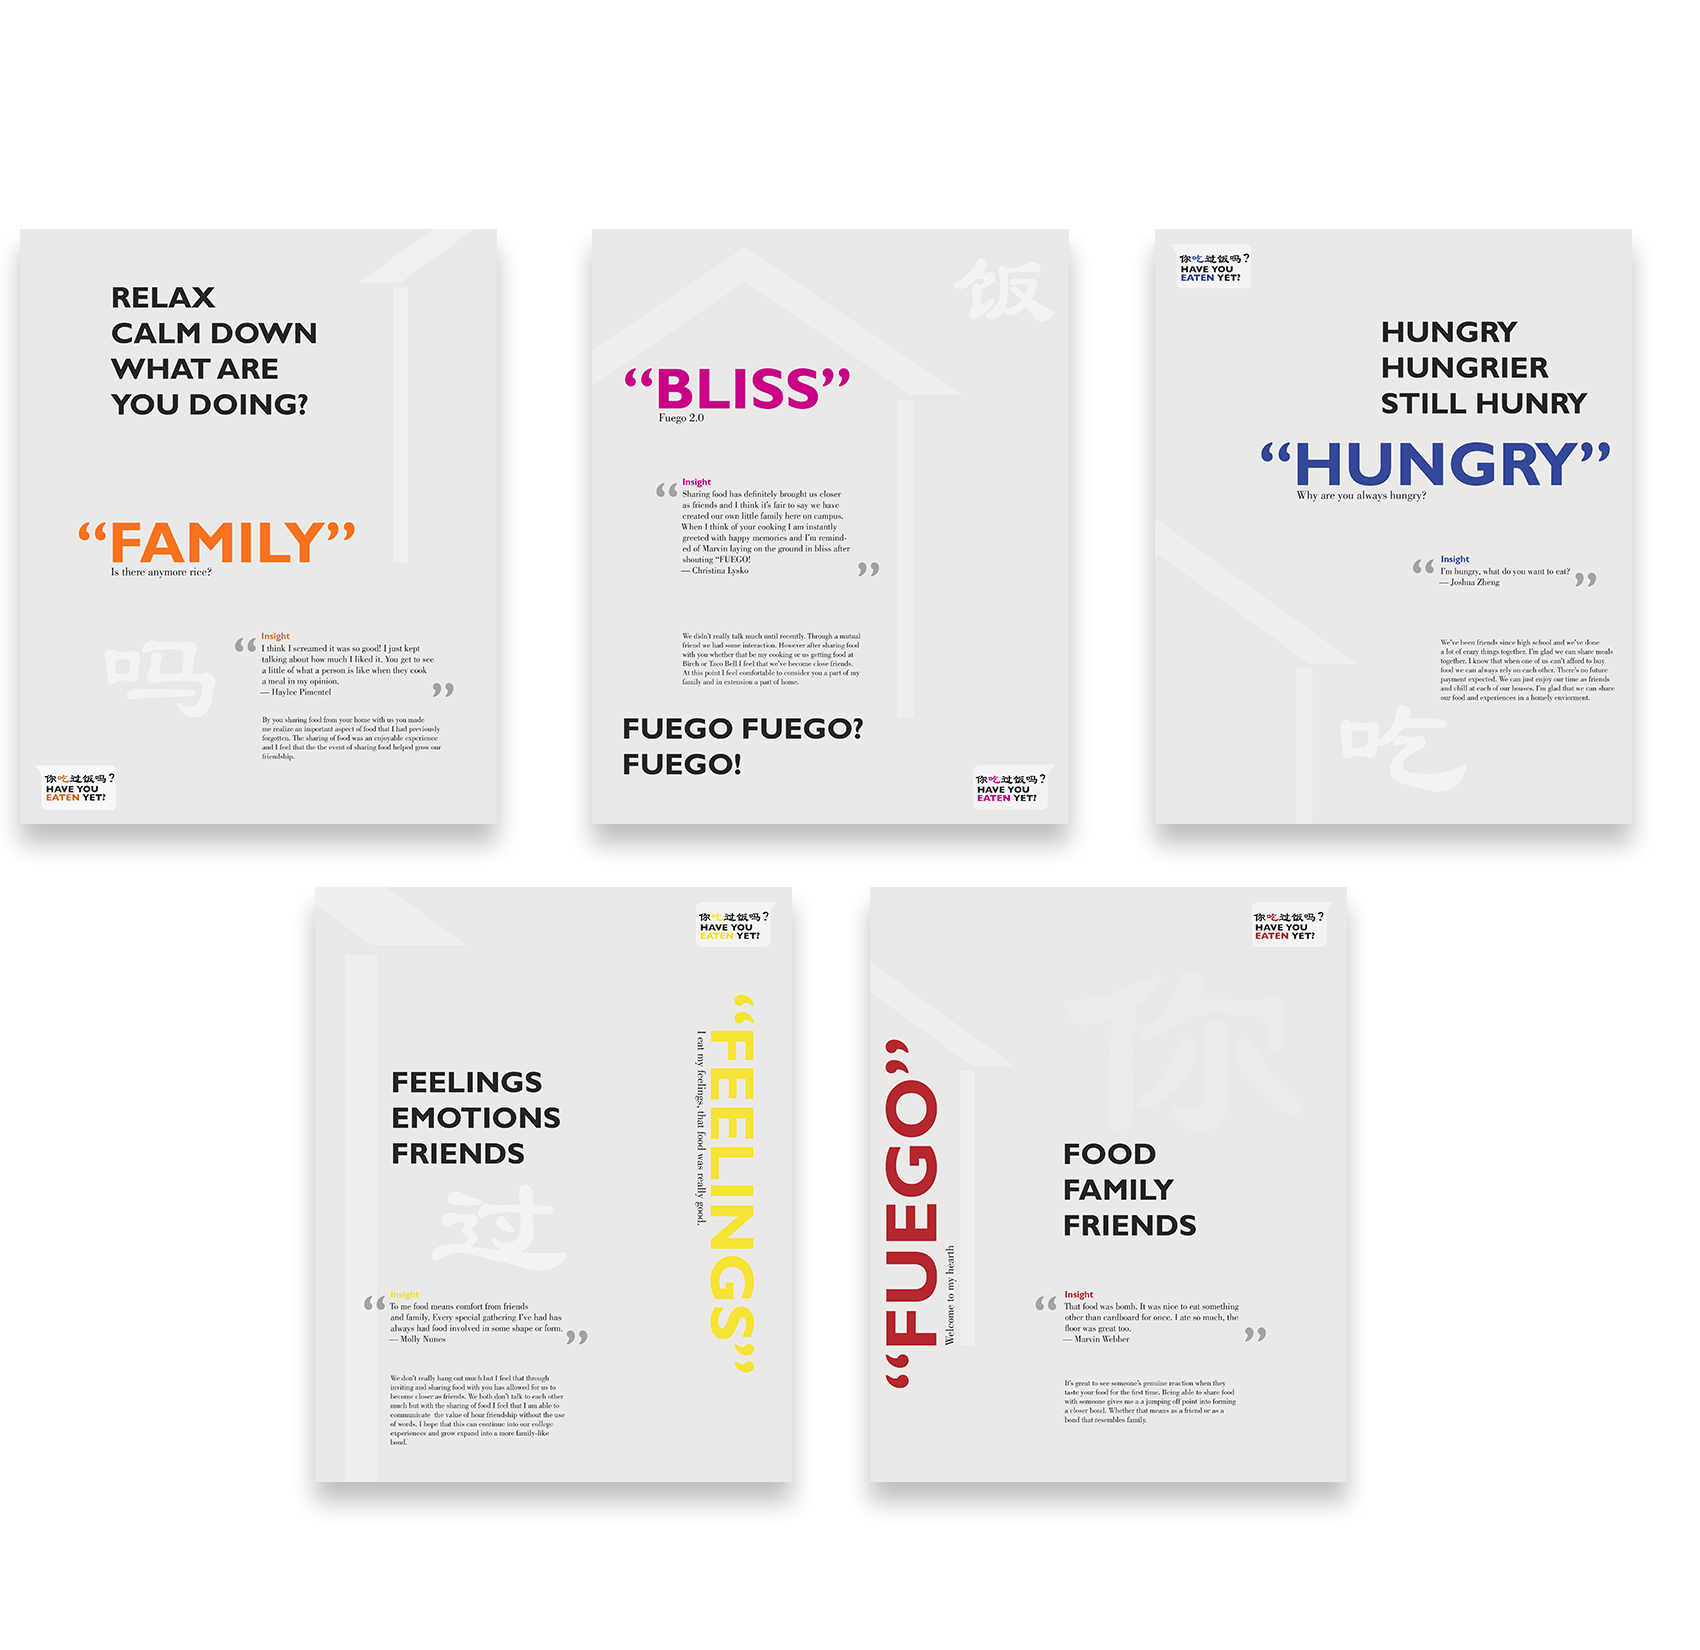 RELAX
CALM DOWN
WHAT ARE
YOU DOING?
“FAMILY”
Is there anymore rice?
吗
Insight
“I think I screamed it was so good! I just kept
talking about how much I liked it. You get to see
a little of what a person is like when they cook
a meal in my opinion.
— Haylee Pimentel”
By you sharing food from your home with us you made
me realize an important aspect of food that I had previously
forgotten. The sharing of food was an enjoyable experience
and I feel that the the event of sharing food helped grow our
friendship.
你吃过饭吗？
HAVE YOU
EATEN YET?
饭
“BLISS”
Fuego 2.0
Insight
“Sharing food has definitely brought us closer
as friends and I think it's fair to say we have
created our own little family here on campus.
When I think of your cooking I am instantly
greeted with happy memories and I'm remind-
ed of Marvin laying on the ground in bliss after
shouting “FUEGO!
— Christina Lysko”
We didn't really talk much until recently. Through a mutual
friend we had some interaction. However after sharing food
with you whether that be my cooking or us getting food at
Birch or Taco Bell I feel that we've become close friends.
At this point I feel comfortable to consider you a part of my
family and in extension a part of home.
FUEGO FUEGO?
FUEGO!
你吃过饭吗？
HAVE YOU
EATEN YET?
你吃过饭吗？
HAVE YOU
EATEN YET?
HUNGRY
HUNGRIER
STILL HUNRY
“HUNGRY”
Why are you always hungry?
Insight
“I'm hungry, what do you want to eat?
— Joshua Zheng”
We've been friends since high school and we've done
a lot of crazy things together. I'm glad we can share meals
together. I know that when one of us can't afford to buy
food we can always rely on each other. There's no future
payment expected. We can just enjoy our time as friends
and chill at each of our houses. I'm glad that we can share
our food and experiences in a homely enviorment.
吃
你吃过饭吗？
HAVE YOU
EATEN YET?
“FEELINGS”
I eat my feelings, that food was really good.
FEELINGS
EMOTIONS
FRIENDS
过
Insight
“To me food means comfort from friends
and family. Every special gathering I've had has
always had food involved in some shape or form.
— Molly Nunes”
We don't really hang out much but I feel that through
inviting and sharing food with you has allowed for us to
become closer as friends. We both don't talk to each other
much but with the sharing of food I feel that I am able to
communicate the value of hour friendship without the use
of words. I hope that this can continue into our college
experiences and grow expand into a more family-like
bond.
你吃过饭吗？
HAVE YOU
EATEN YET?
你
“FUEGO”
Welcome to my hearth
FOOD
FAMILY
FRIENDS
Insight
“That food was bomb. It was nice to eat something
other than cardboard for once. I ate so much, the
floor was great too.
— Marvin Webber”
It's great to see someone's genuine reaction when they
taste your food for the first time. Being able to share food
with someone gives me a a jumping off point into forming
a closer bond. Whether that means as a friend or as a
bond that resembles family.